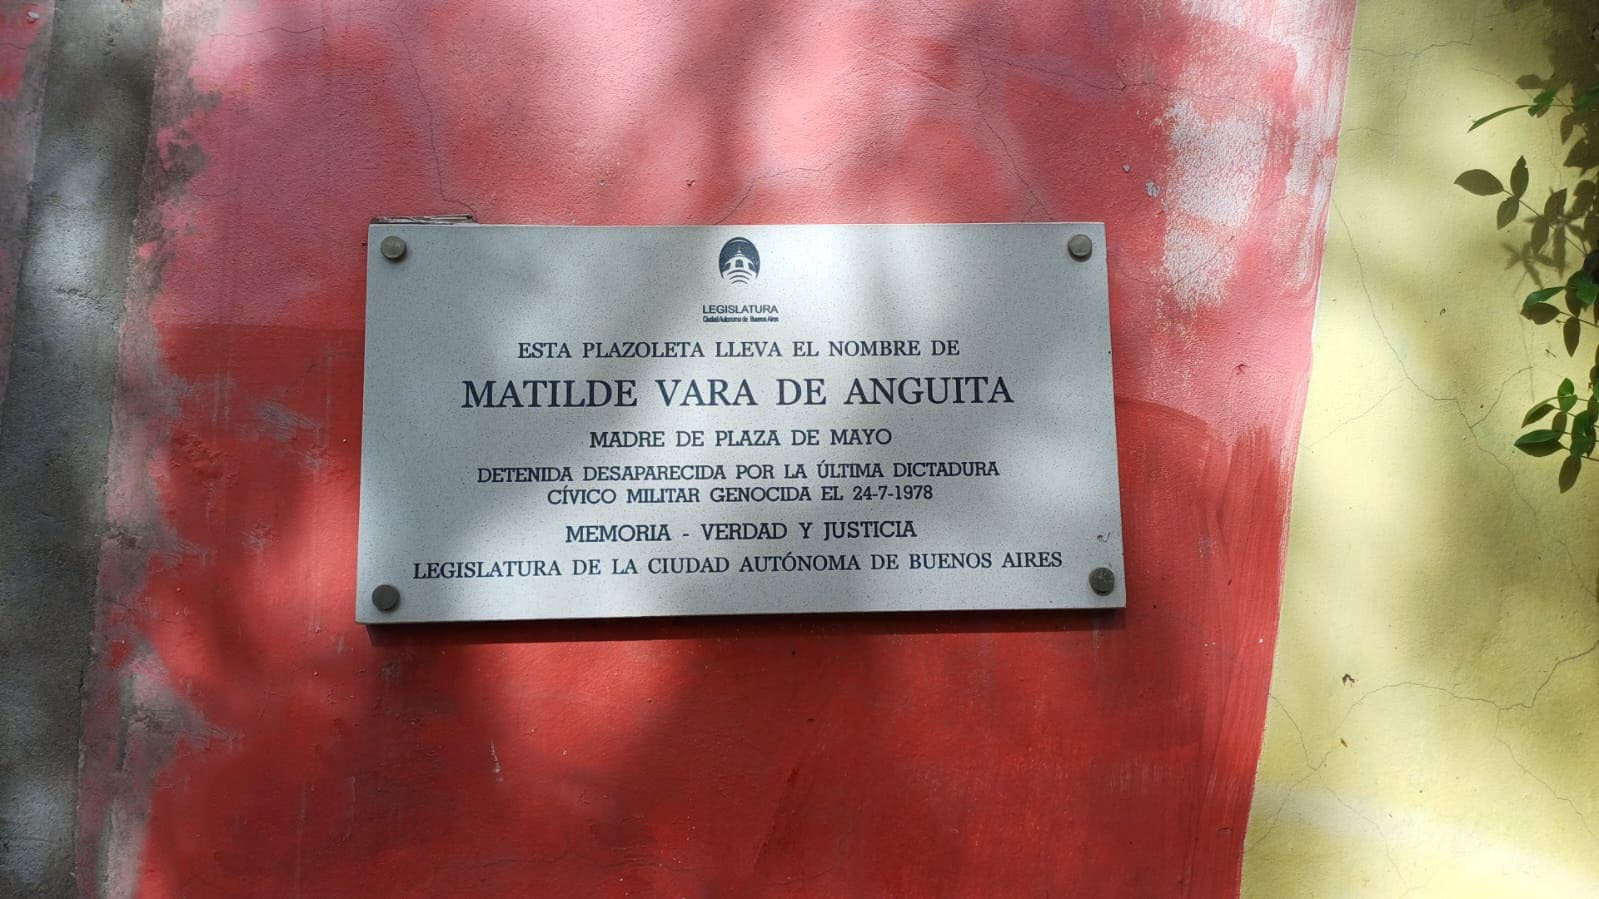 LEGISLATURA
Ciudad Autónoma de Buenos Aires
ESTA PLAZOLETA LLEVA EL NOMBRE DE
MATILDE VARA DE ANGUITA
MADRE DE PLAZA DE MAYO
DETENIDA DESAPARECIDA POR LA ÚLTIMA DICTADURA
CÍVICO MILITAR GENOCIDA EL 24-7-1978
MEMORIA - VERDAD Y JUSTICIA
LEGISLATURA DE LA CIUDAD AUTÓNOMA DE BUENOS AIRES